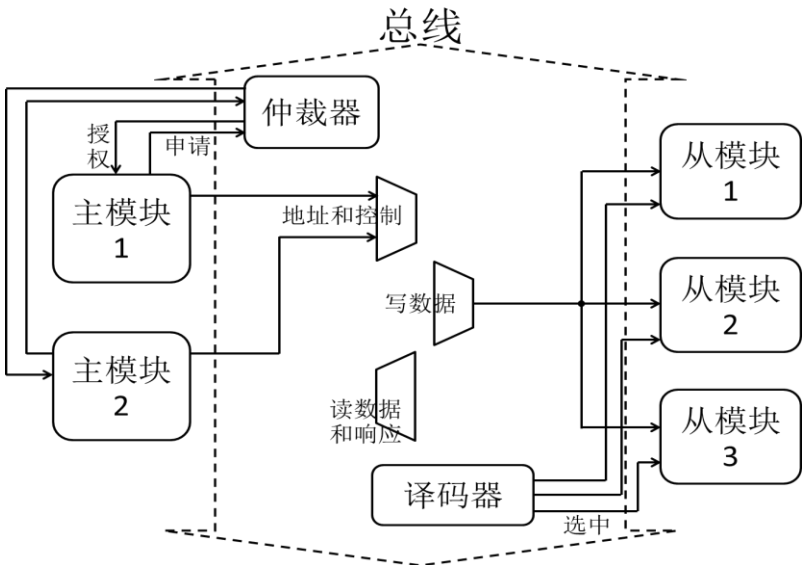 总线
仲裁器
授
权
申请
主模块
1
地址和控制
从模块
1
写数据
从模块
2
主模块
2
读数据
和响应
从模块
3
译码器
选中